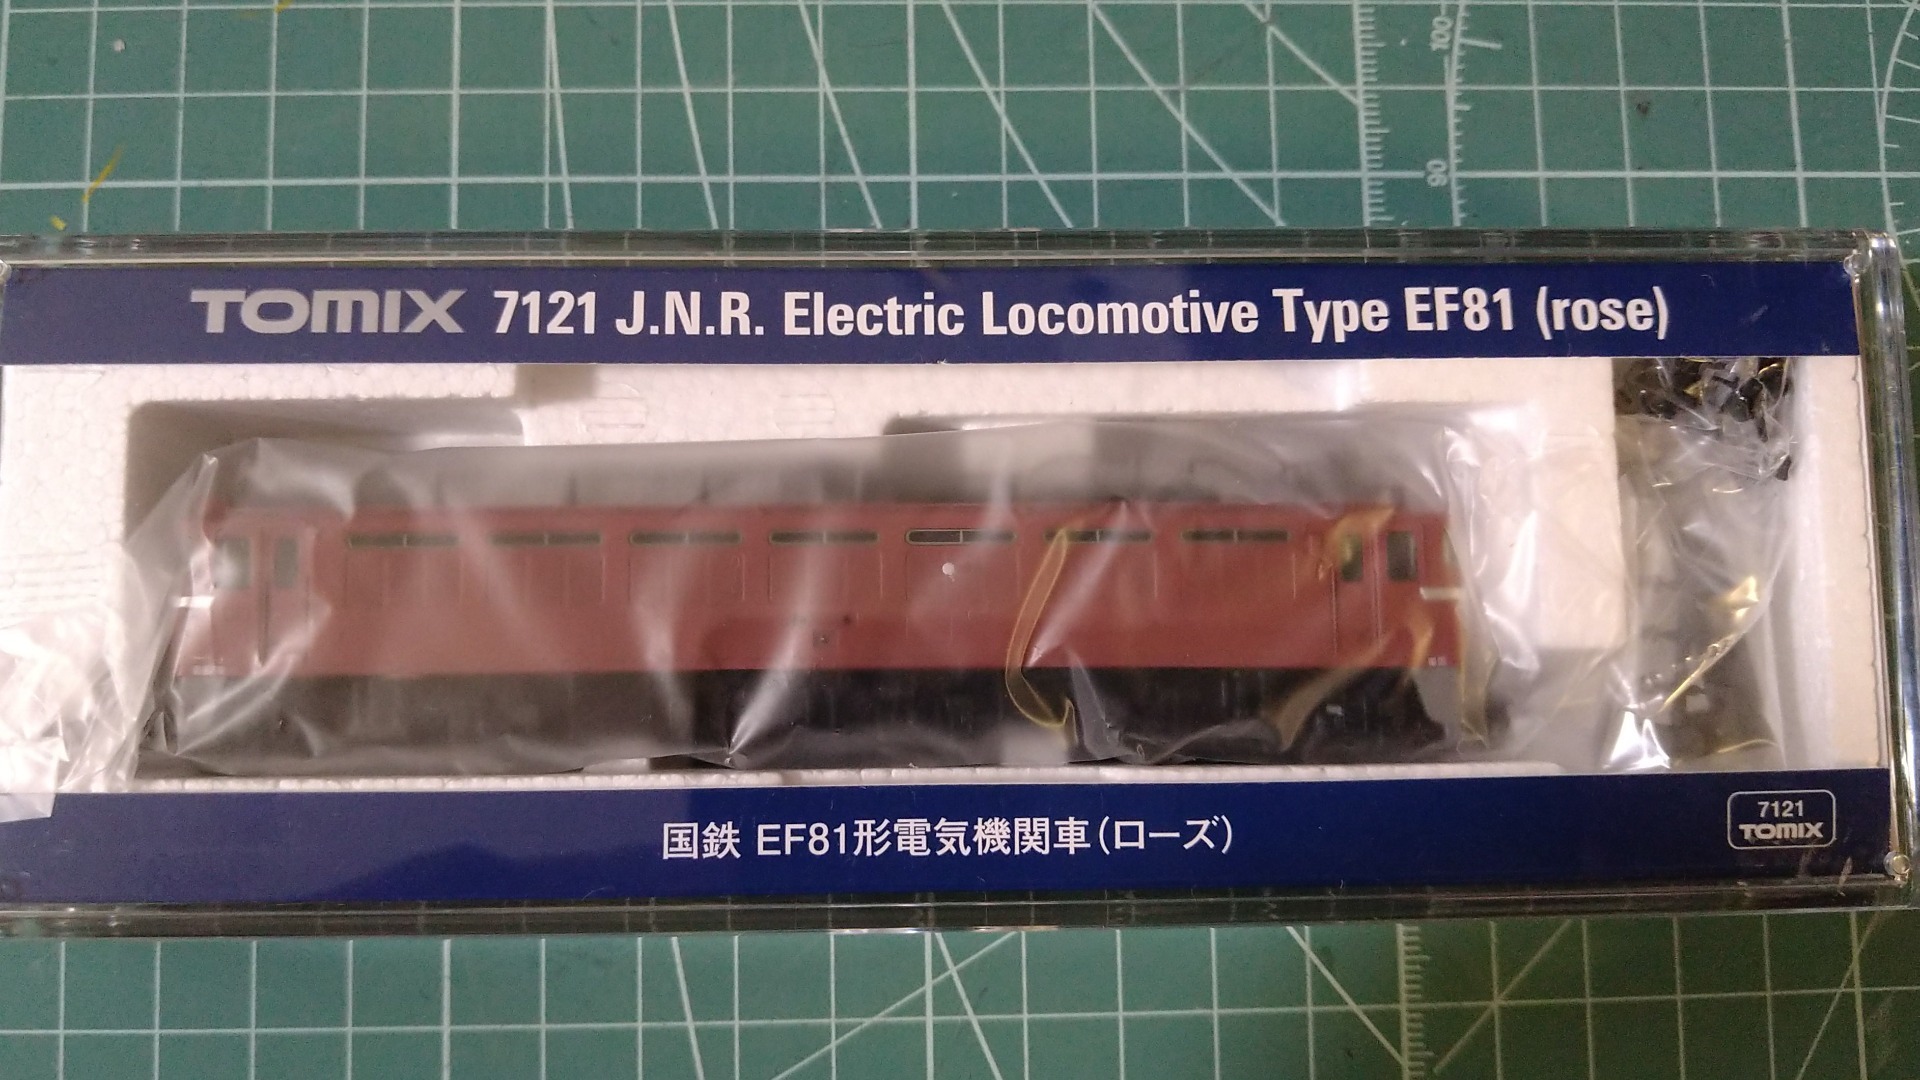 100
90
TOMIX 7121 J.N.R. Electric Locomotive Type EF81 (rose)
国鉄 EF81形電気機関車(ローズ)
7121
TOMIX